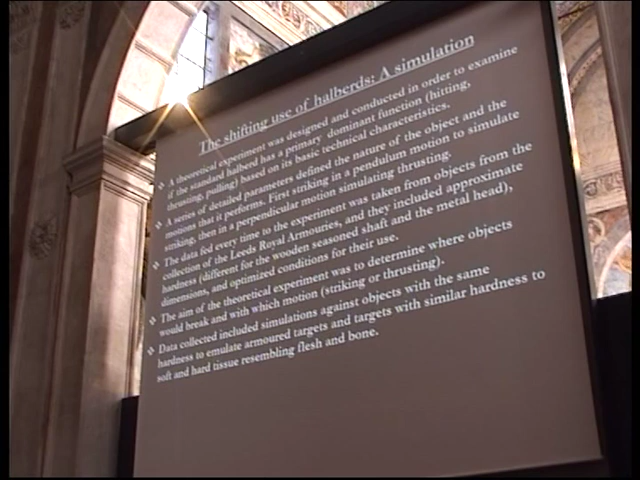 The shifting use of halberds: A simulation
❖ A theoretical experiment was designed and conducted in order to examine
if the standard halberd has a primary dominant function (hitting,
thrusting, pulling) based on its basic technical characteristics.
❖ A series of detailed parameters defined the nature of the object and the
motions that it performs. First striking in a pendulum motion to simulate
striking, then in a perpendicular motion simulating thrusting.
❖ The data fed every time to the experiment was taken from objects from the
collection of the Leeds Royal Armouries, and they included approximate
hardness (different for the wooden seasoned shaft and the metal head),
dimensions, and optimized conditions for their use.
❖ The aim of the theoretical experiment was to determine where objects
would break and with which motion (striking or thrusting).
❖ Data collected included simulations against objects with the same
hardness to emulate armoured targets and targets with similar hardness to
soft and hard tissue resembling flesh and bone.